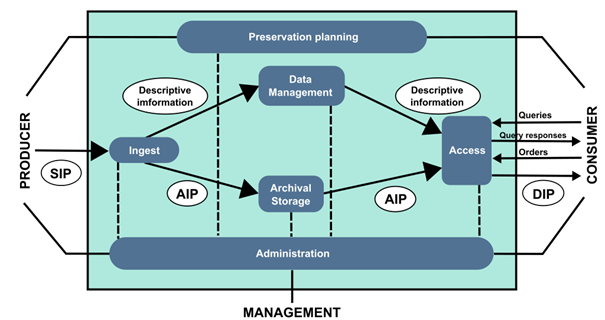 Preservation planning
Descriptive
imformation
Data
Management
Descriptive
information
PRODUCER
SIP
Ingest
AIP
Archival
Storage
AIP
Access
Queries
Query responses
Orders
DIP
CONSUMER
Administration
MANAGEMENT